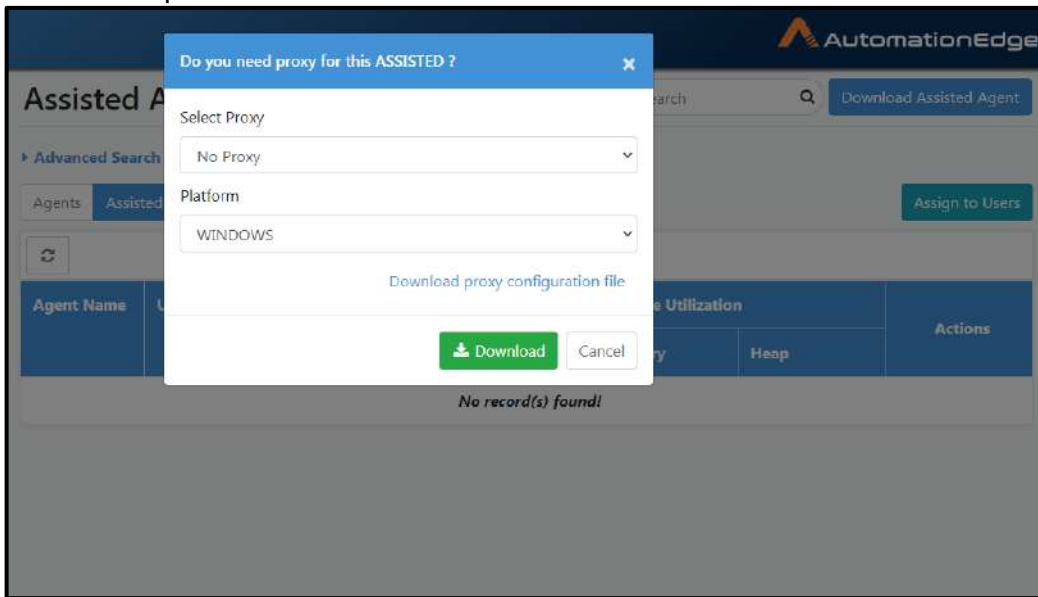 AutomationEdge
Do you need proxy for this ASSISTED ?
×
Assisted A
earch
Download Assisted Agent
Select Proxy
Advanced Search
No Proxy
Agents
Assisted
Platform
Assign to Users
WINDOWS
Download proxy configuration file
Agent Name
U
e Utilization
Actions
Download
Cancel
ry
Heap
No record(s) found!